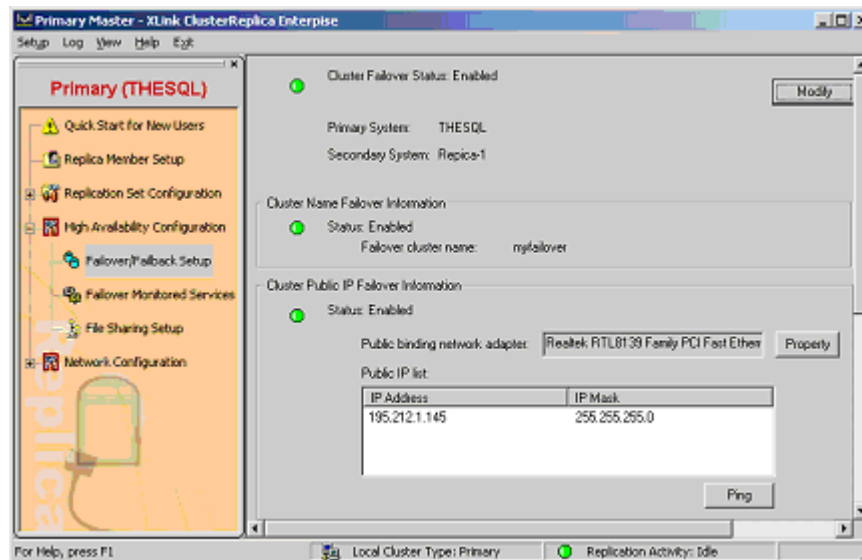 Primary Master - XLink ClusterReplica Enterpise
Setup Log View Help Exit
Primary (THESQL)
Quick Start for New Users
Replica Member Setup
Replication Set Configuration
High Availability Configuration
Failover/Failback Setup
Failover Monitored Services
File Sharing Setup
Network Configuration
Replica
Cluster Failover Status: Enabled
Modify
Primary System: THESQL
Secondary System: Repica-1
Cluster Name Failover Information
Status: Enabled
Failover cluster name: myfailover
Cluster Public IP Failover Information
Status: Enabled
Public binding network adapter: Realtek RTL8139 Family PCI Fast Ether Property
Public IP list:
IP Address IP Mask
195.212.1.145 255.255.255.0
Ping
For Help, press F1 Local Cluster Type: Primary Replication Activity: Idle